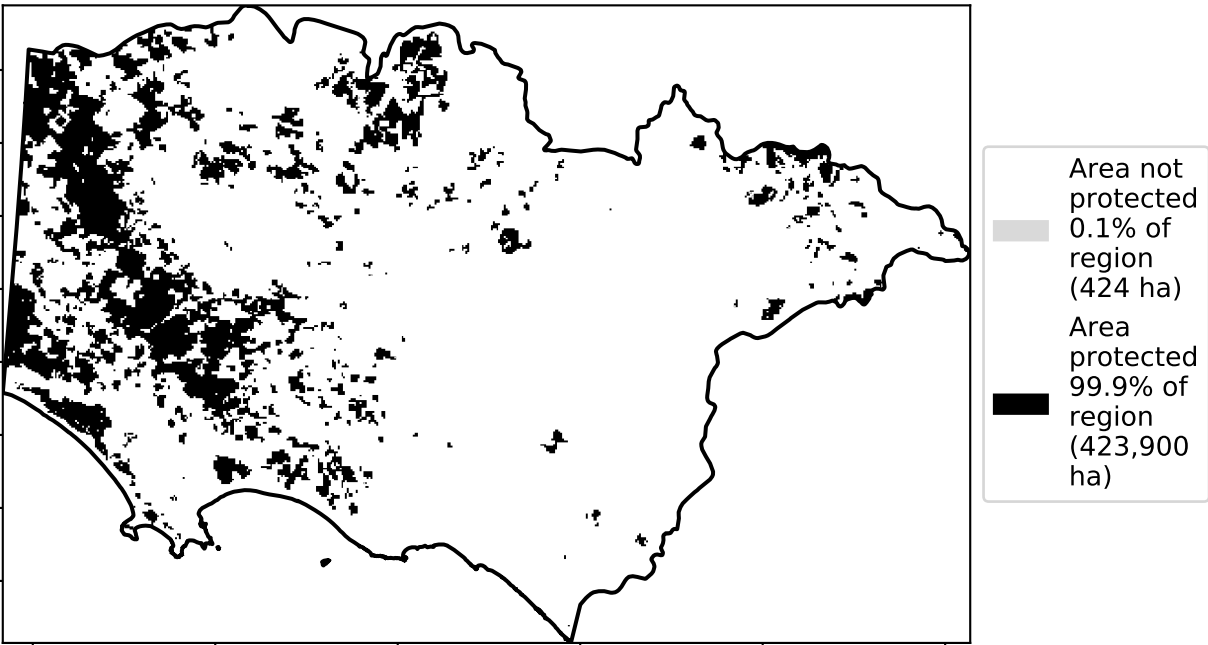 Area not
protected
0.1% of
region
(424 ha)
Area
protected
99.9% of
region
(423,900
ha)